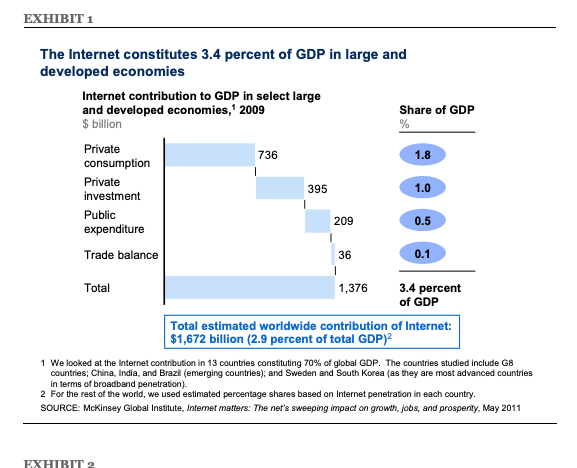 EXHIBIT 1
The Internet constitutes 3.4 percent of GDP in large and
developed economies
Internet contribution to GDP in select large
and developed economies,¹ 2009
$ billion
Share of GDP
%
Private
consumption
736
1.8
Private
investment
395
1.0
Public
expenditure
209
0.5
Trade balance
36
0.1
Total
1,376
3.4 percent
of GDP
Total estimated worldwide contribution of Internet:
$1,672 billion (2.9 percent of total GDP)²
1 We looked at the Internet contribution in 13 countries constituting 70% of global GDP. The countries studied include G8
countries; China, India, and Brazil (emerging countries); and Sweden and South Korea (as they are most advanced countries
in terms of broadband penetration).
2 For the rest of the world, we used estimated percentage shares based on Internet penetration in each country.
SOURCE: McKinsey Global Institute, Internet matters: The net's sweeping impact on growth, jobs, and prosperity, May 2011
EXHIBIT 2